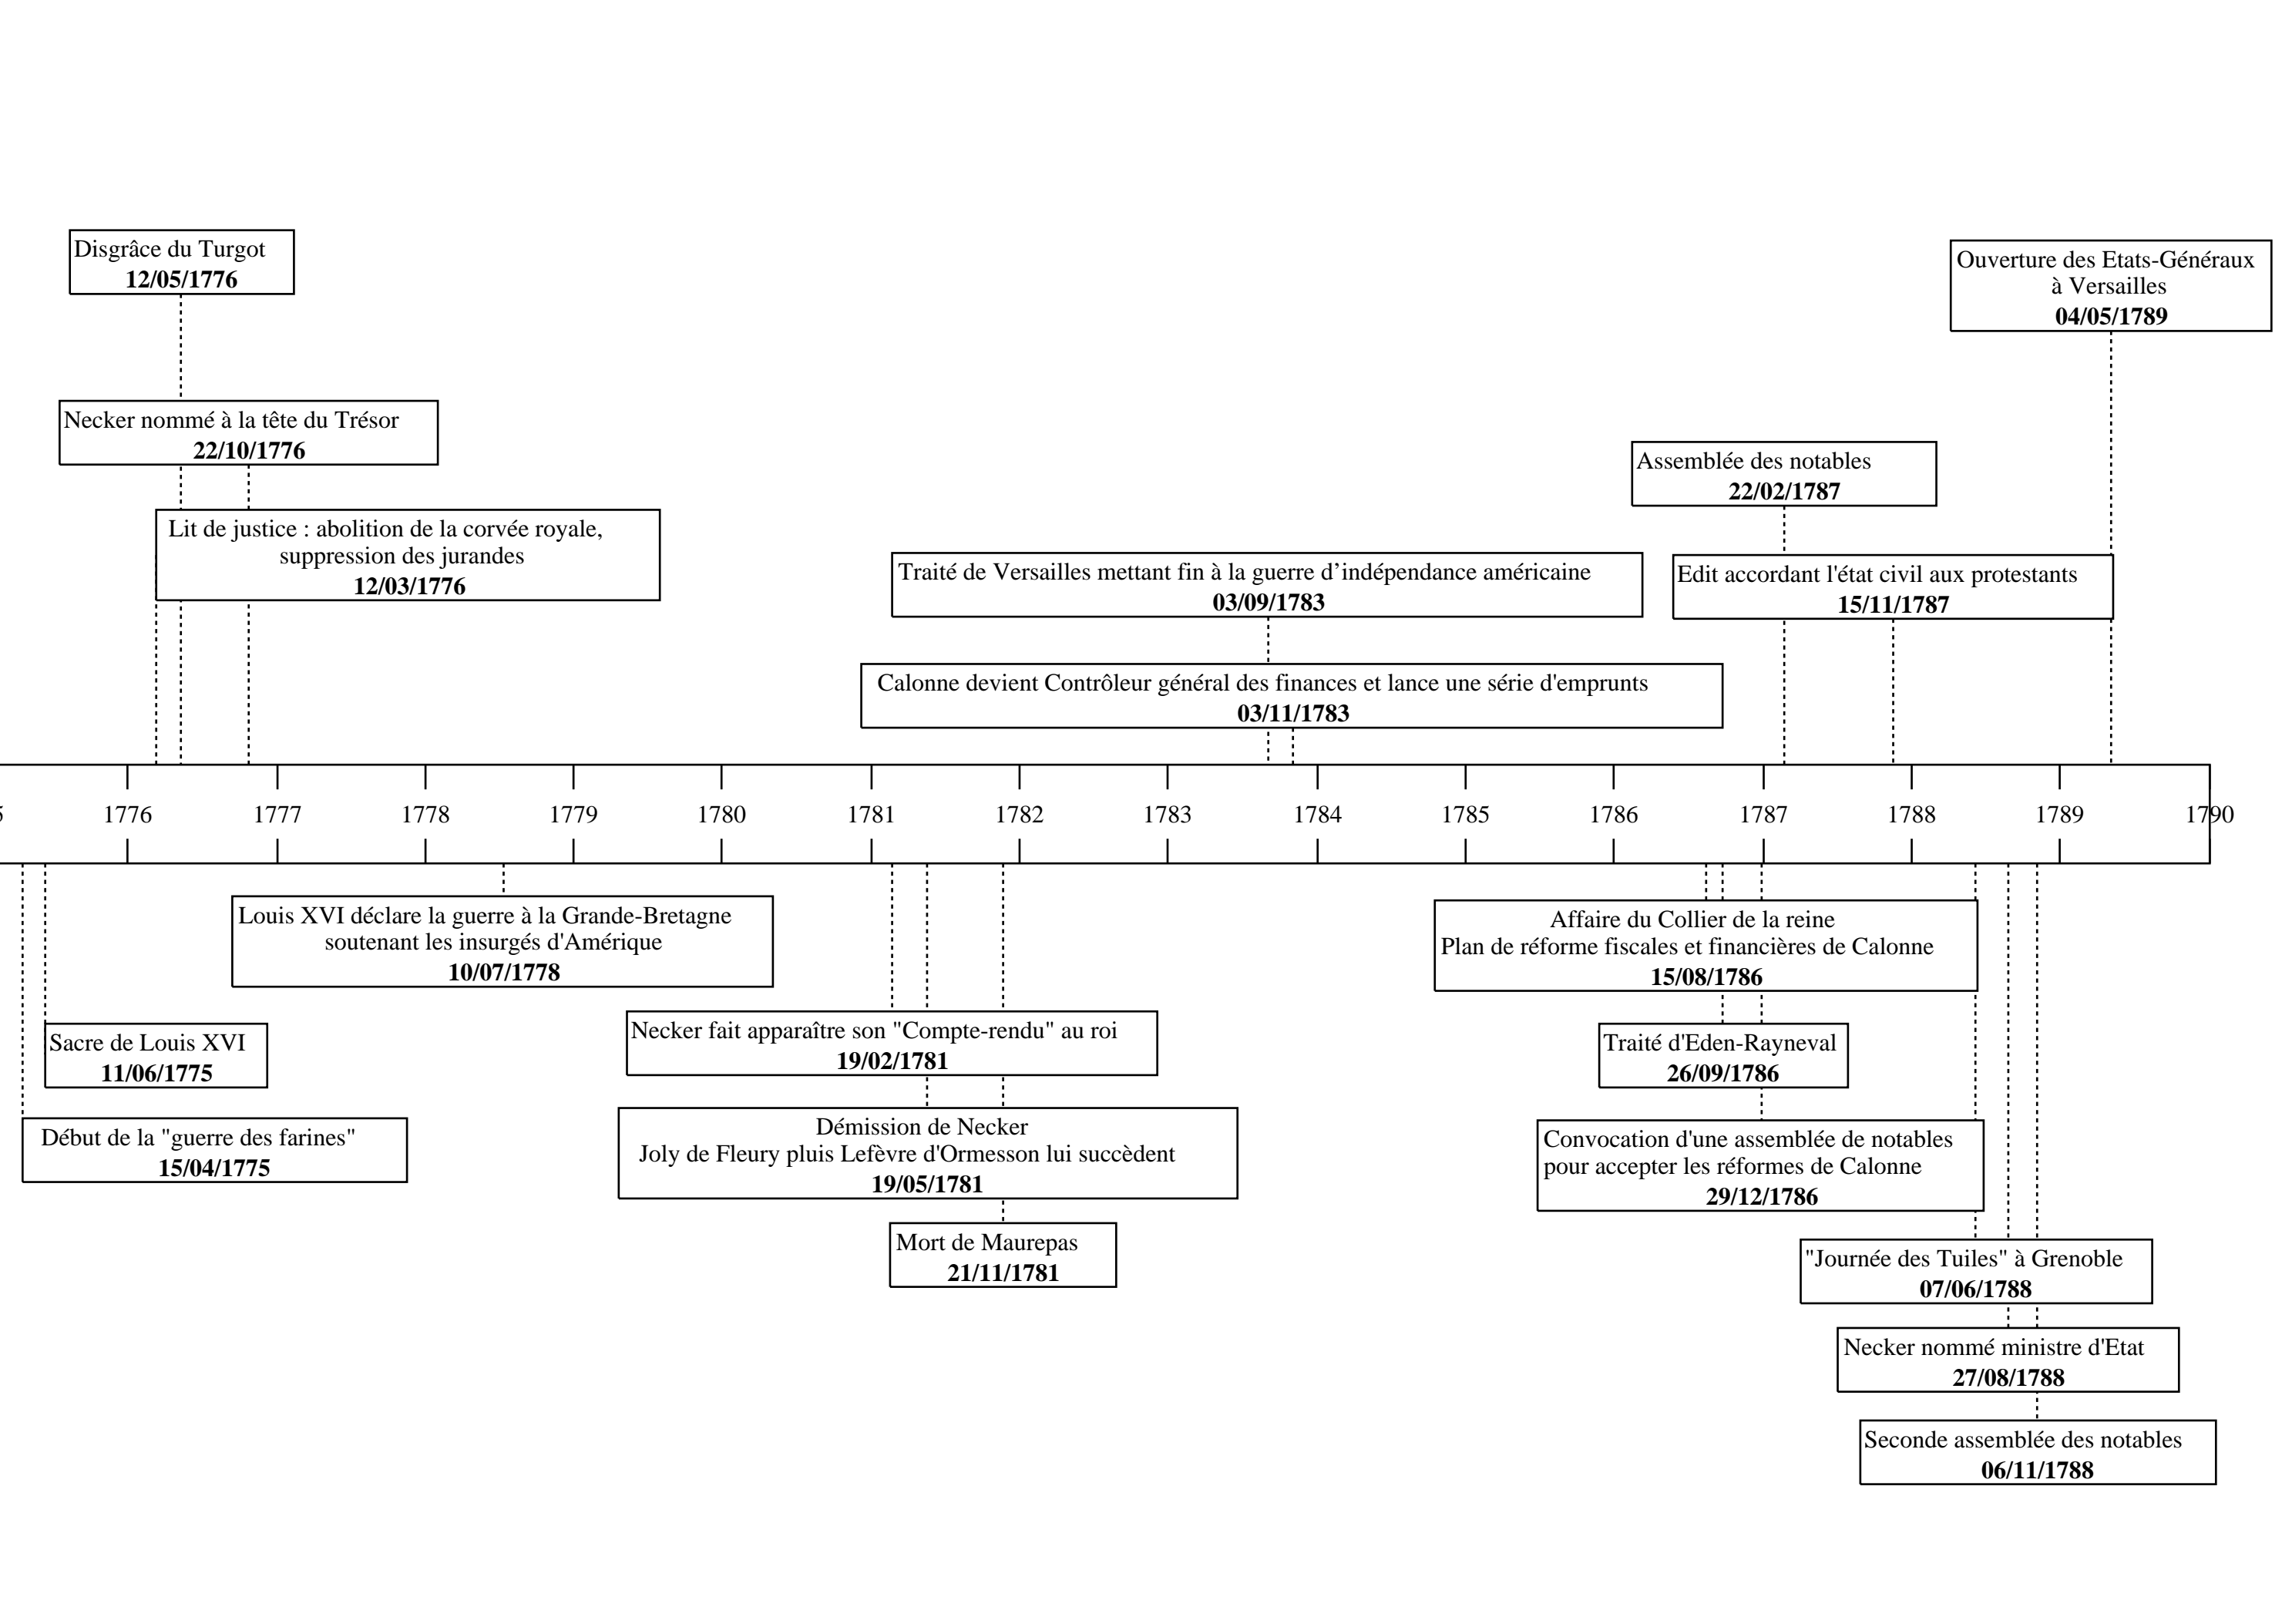 Disgrâce du Turgot
12/05/1776
Ouverture des Etats-Généraux
à Versailles
04/05/1789
Necker nommé à la tête du Trésor
22/10/1776
Assemblée des notables
22/02/1787
Lit de justice : abolition de la corvée royale,
suppression des jurandes
12/03/1776
Traité de Versailles mettant fin à la guerre d’indépendance américaine
03/09/1783
Edit accordant l'état civil aux protestants
15/11/1787
Calonne devient Contrôleur général des finances et lance une série d'emprunts
03/11/1783
5 1776 1777 1778 1779 1780 1781 1782 1783 1784 1785 1786 1787 1788 1789 1790
Louis XVI déclare la guerre à la Grande-Bretagne
soutenant les insurgés d'Amérique
10/07/1778
Affaire du Collier de la reine
Plan de réforme fiscales et financières de Calonne
15/08/1786
Necker fait apparaître son "Compte-rendu" au roi
19/02/1781
Sacre de Louis XVI
11/06/1775
Traité d'Eden-Rayneval
26/09/1786
Début de la "guerre des farines"
15/04/1775
Démission de Necker
Joly de Fleury pluis Lefèvre d'Ormesson lui succèdent
19/05/1781
Convocation d'une assemblée de notables
pour accepter les réformes de Calonne
29/12/1786
Mort de Maurepas
21/11/1781
"Journée des Tuiles" à Grenoble
07/06/1788
Necker nommé ministre d'Etat
27/08/1788
Seconde assemblée des notables
06/11/1788